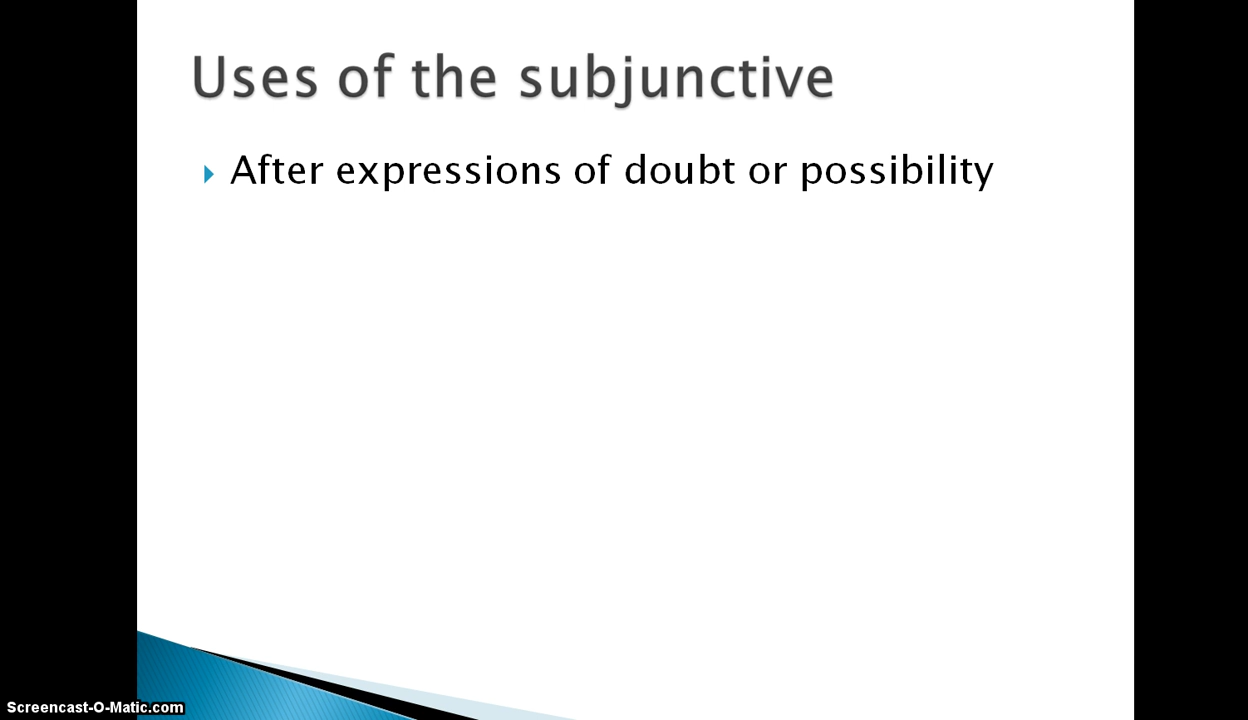 Uses of the subjunctive
After expressions of doubt or possibility
Screencast-O-Matic.com